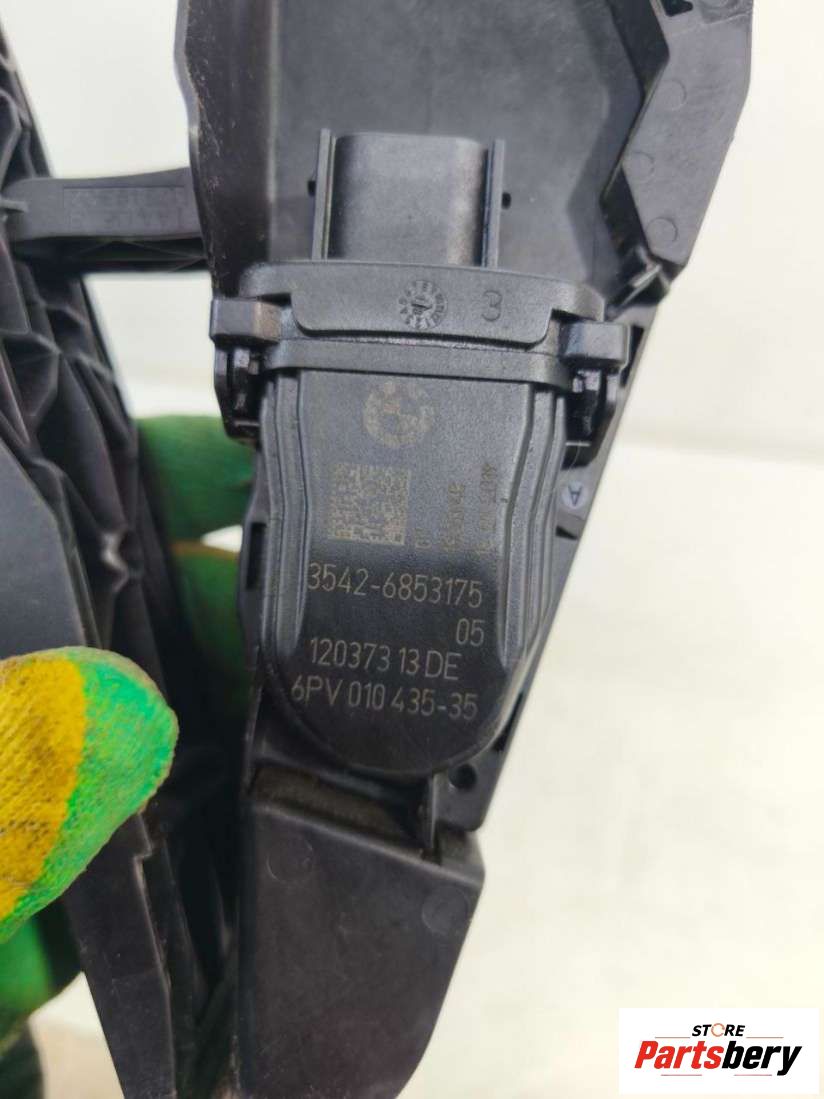 3
A
3542-6853175
05
120373 13 DE
6PV 010 435-35
STORE
Partsbery